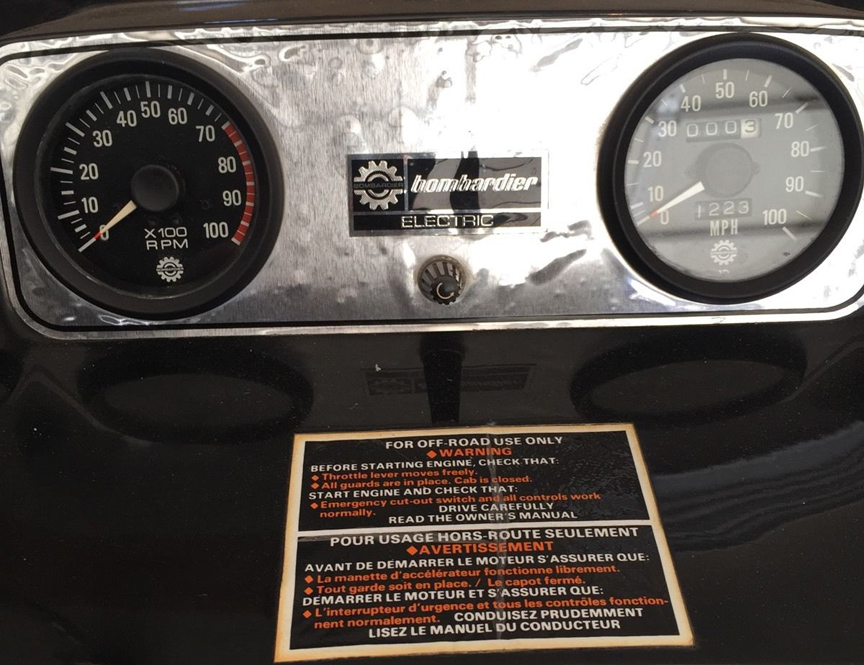 0 10 20 30 40 50 60 70 80 90 100
X100
RPM
BOMBARDIER
bombardier
ELECTRIC
0 10 20 30 40 50 60 70 80 90 100
0003
1223
MPH
FOR OFF-ROAD USE ONLY
◆WARNING
BEFORE STARTING ENGINE, CHECK THAT:
◆ Throttle lever moves freely.
◆ All guards are in place. Cab is closed.
START ENGINE AND CHECK THAT:
◆ Emergency cut-out switch and all controls work
normally. DRIVE CAREFULLY
READ THE OWNER'S MANUAL
POUR USAGE HORS-ROUTE SEULEMENT
◆AVERTISSEMENT
AVANT DE DÉMARRER LE MOTEUR S'ASSURER QUE:
◆ La manette d'accélérateur fonctionne librement.
◆ Tout garde soit en place. / Le capot fermé.
DÉMARRER LE MOTEUR ET S'ASSURER QUE:
◆ L'interrupteur d'urgence et tous les contrôles fonction-
nent normalement. CONDUISEZ PRUDEMMENT
LISEZ LE MANUEL DU CONDUCTEUR